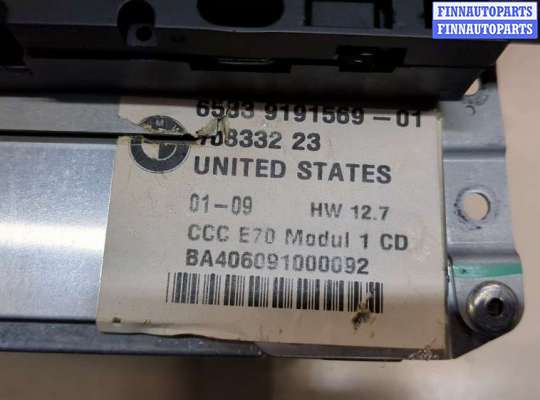 FINNAUTOPARTS
FINNAUTOPARTS
6583 9191569-01
708332 23
UNITED STATES
01-09 HW 12.7
CCC E70 Modul 1 CD
BA406091000092